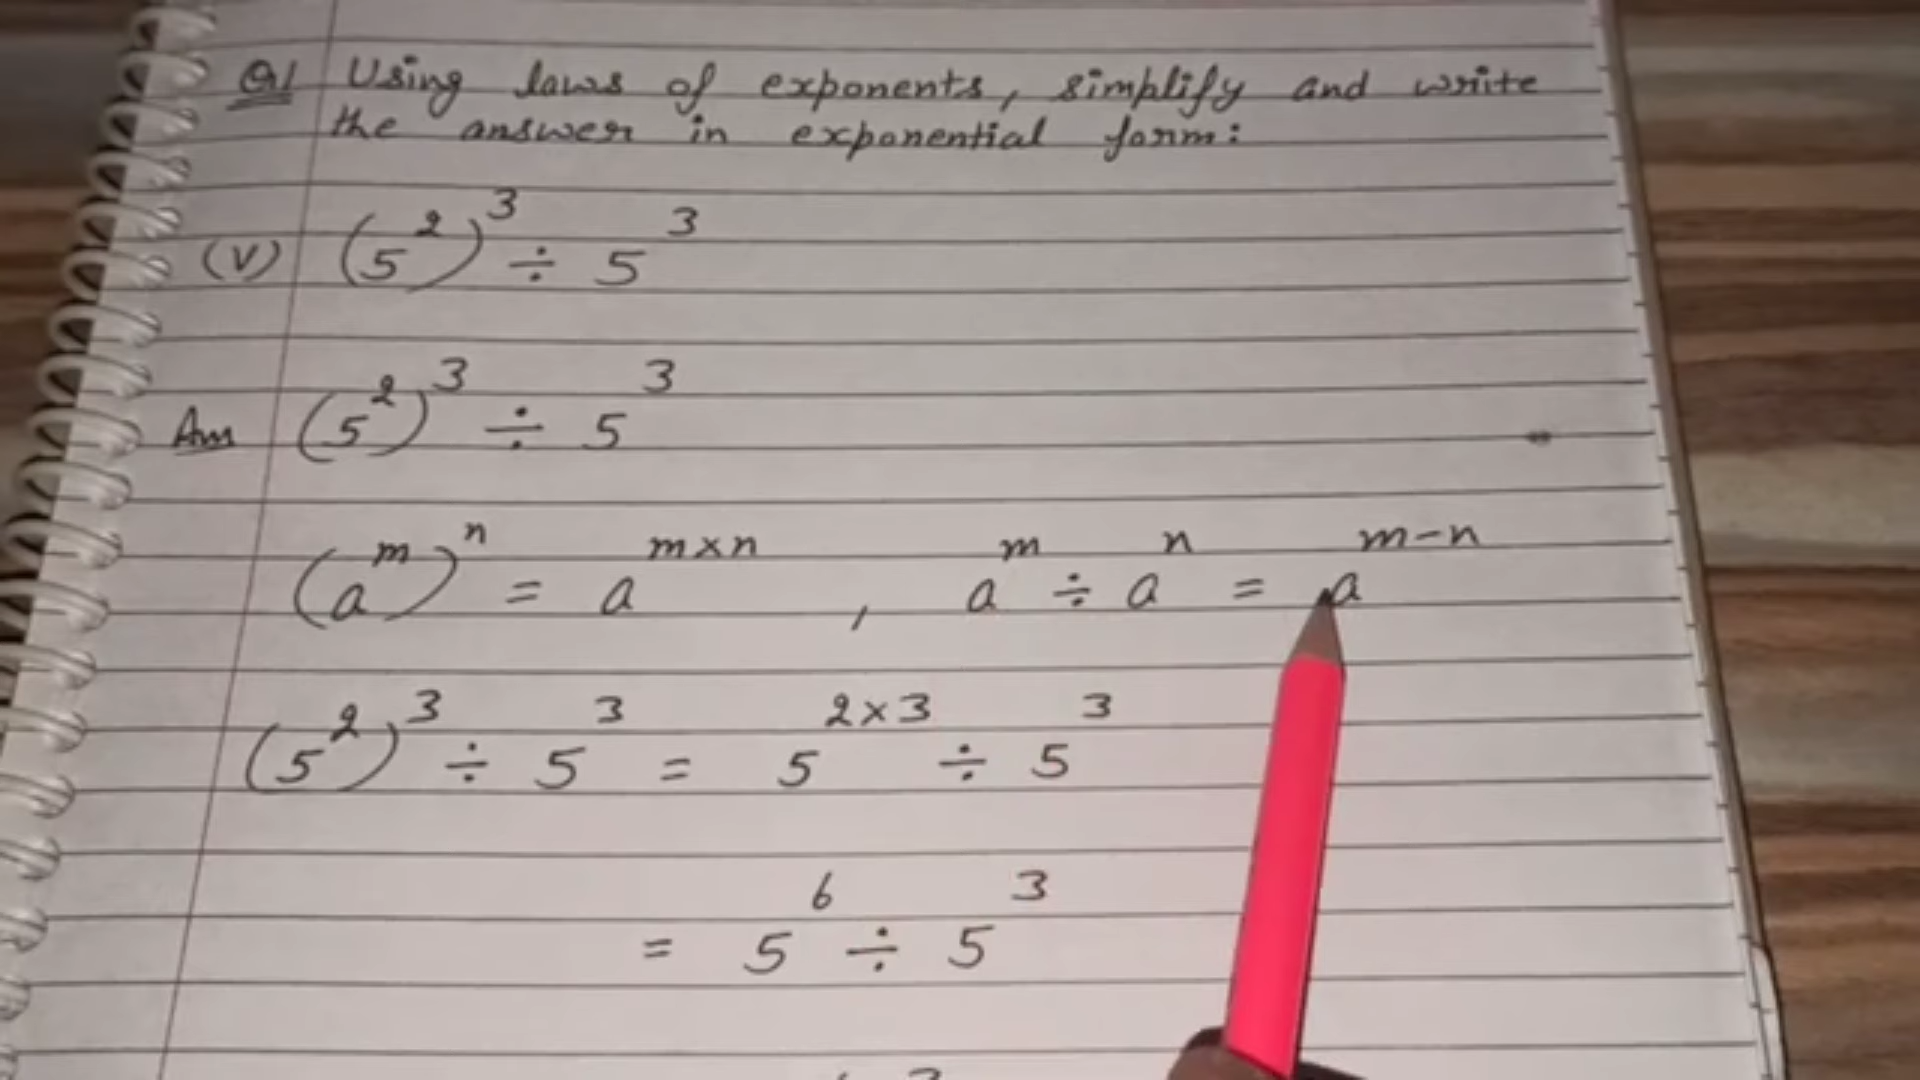 Q1 Using laws of exponents, simplify and write
the answer in exponential form:
(V) (5²)³ ÷ 5³
Ans (5²)³ ÷ 5³
(aᵐ)ⁿ = aᵐˣⁿ , aᵐ ÷ aⁿ = aᵐ⁻ⁿ
(5²)³ ÷ 5³ = 5²ˣ³ ÷ 5³
= 5⁶ ÷ 5³